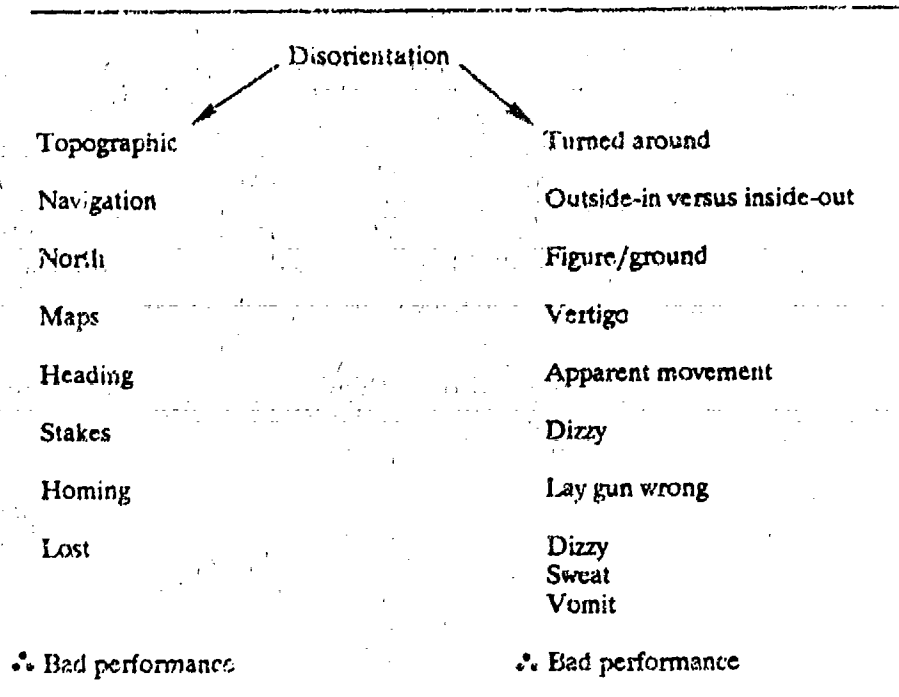 Disorientation
Topographic
Navigation
North
Maps
Heading
Stakes
Homing
Lost
∴ Bad performance
Turned around
Outside-in versus inside-out
Figure/ground
Vertigo
Apparent movement
Dizzy
Lay gun wrong
Dizzy
Sweat
Vomit
∴ Bad performance